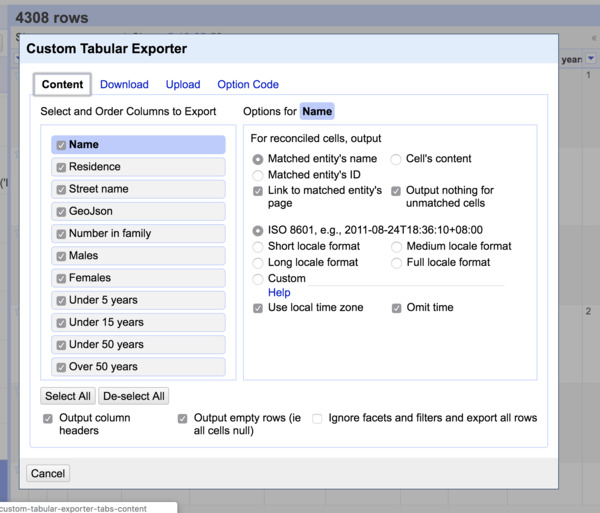 4308 rows
Custom Tabular Exporter
Content Download Upload Option Code
Select and Order Columns to Export
Options for Name
Name
Residence
Street name
GeoJson
Number in family
Males
Females
Under 5 years
Under 15 years
Under 50 years
Over 50 years
For reconciled cells, output
Matched entity's name Cell's content
Matched entity's ID
Link to matched entity's page
Output nothing for unmatched cells
ISO 8601, e.g., 2011-08-24T18:36:10+08:00
Short locale format Medium locale format
Long locale format Full locale format
Custom
Help
Use local time zone Omit time
Select All De-select All
Output column headers
Output empty rows (ie all cells null)
Ignore facets and filters and export all rows
Cancel
year
1
2
custom-tabular-exporter-tabs-content